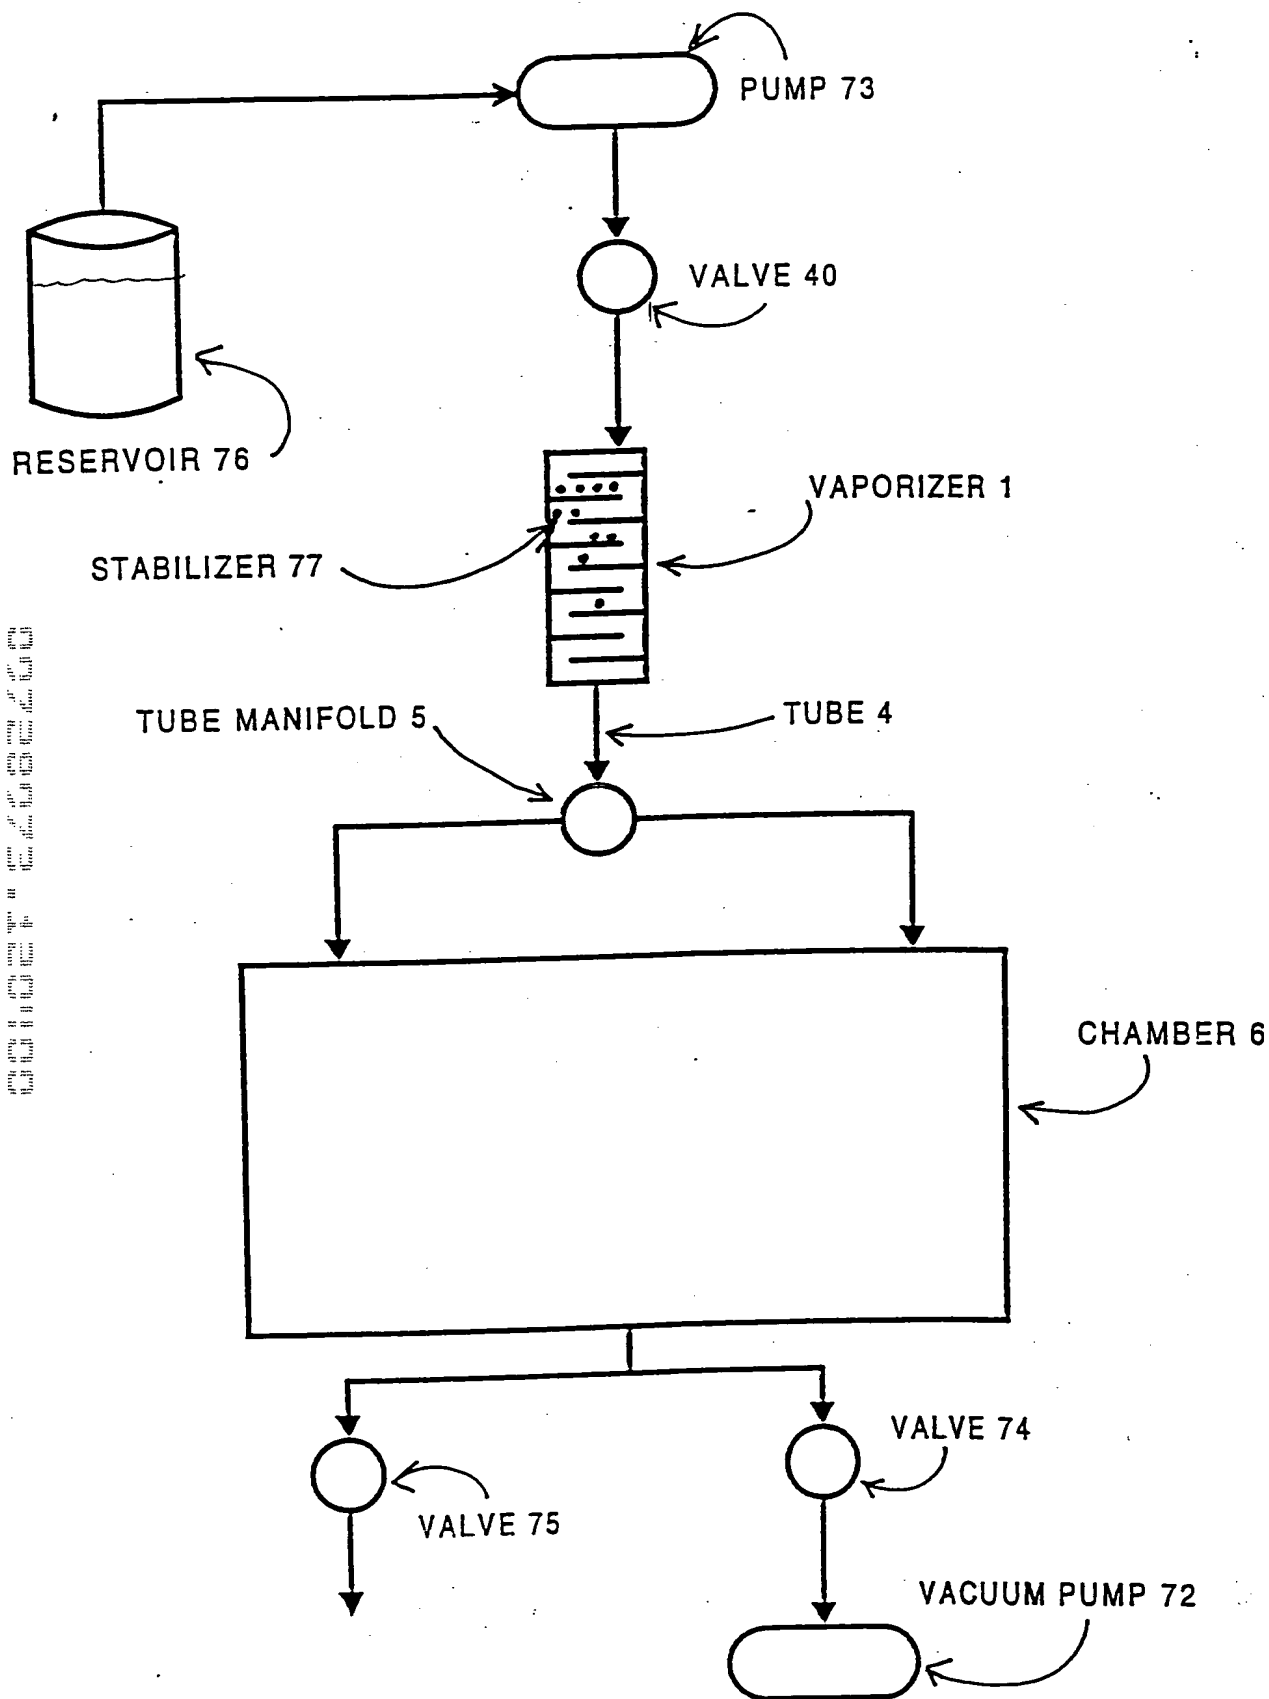 PUMP 73
VALVE 40
RESERVOIR 76
VAPORIZER 1
STABILIZER 77
TUBE MANIFOLD 5
TUBE 4
CHAMBER 6
VALVE 74
VALVE 75
VACUUM PUMP 72